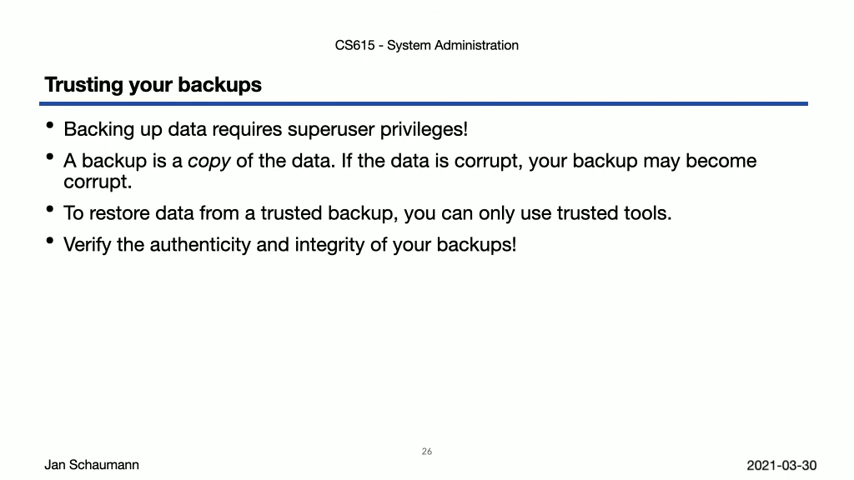 CS615 - System Administration
Trusting your backups
• Backing up data requires superuser privileges!
• A backup is a copy of the data. If the data is corrupt, your backup may become
corrupt.
• To restore data from a trusted backup, you can only use trusted tools.
• Verify the authenticity and integrity of your backups!
26
Jan Schaumann
2021-03-30